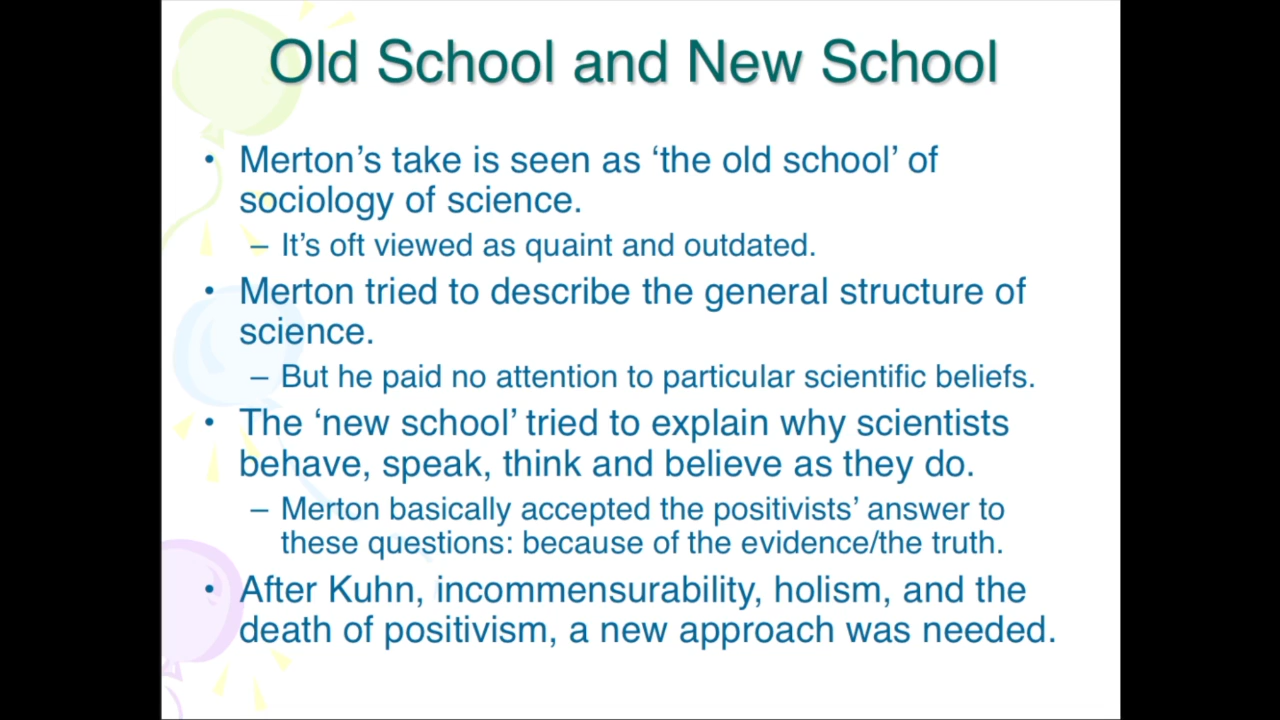 Old School and New School
• Merton’s take is seen as ‘the old school’ of
sociology of science.
– It’s oft viewed as quaint and outdated.
• Merton tried to describe the general structure of
science.
– But he paid no attention to particular scientific beliefs.
• The ‘new school’ tried to explain why scientists
behave, speak, think and believe as they do.
– Merton basically accepted the positivists’ answer to
these questions: because of the evidence/the truth.
• After Kuhn, incommensurability, holism, and the
death of positivism, a new approach was needed.